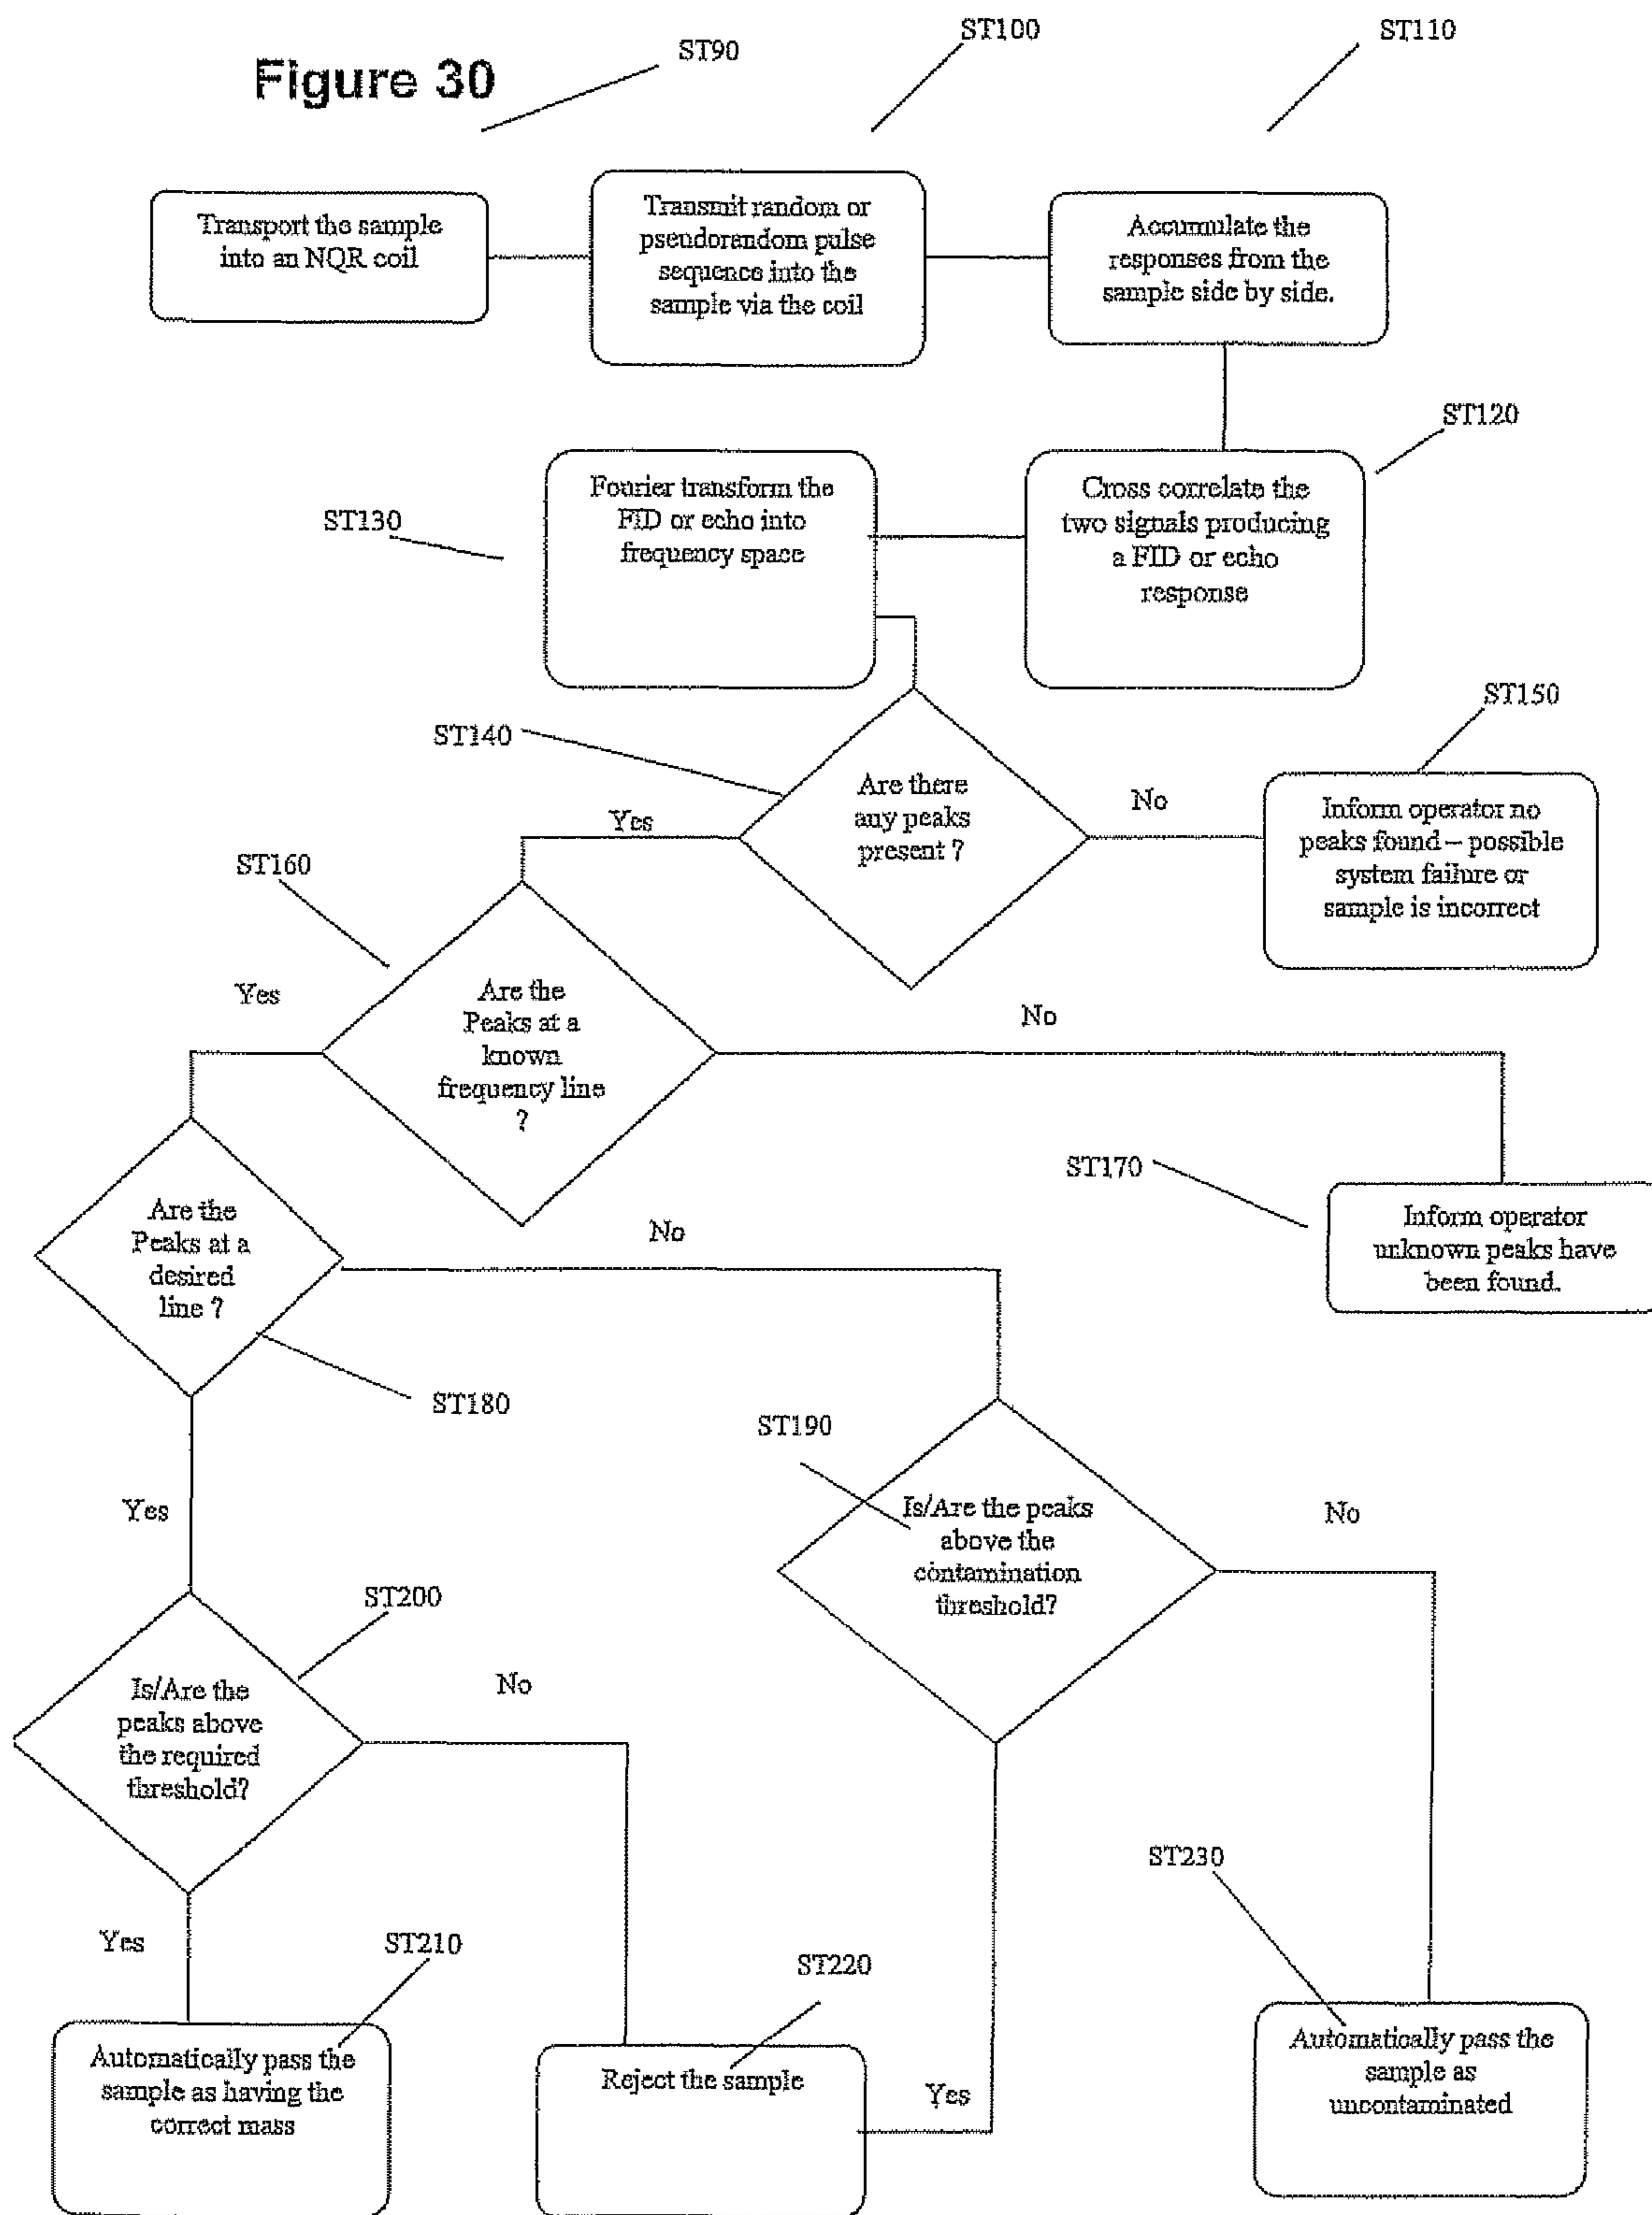 Figure 30
ST90
ST100
ST110
Transport the sample
into an NQR coil
Transmit random or
pseudorandom pulse
sequence into the
sample via the coil
Accumulate the
responses from the
sample side by side.
ST120
Cross correlate the
two signals producing
a FID or echo
response
ST130
Fourier transform the
FID or echo into
frequency space
ST140
Are there
any peaks
present ?
No
ST150
Inform operator no
peaks found – possible
system failure or
sample is incorrect
Yes
ST160
Are the
Peaks at a
known
frequency line
?
No
ST170
Inform operator
unknown peaks have
been found.
Yes
Are the
Peaks at a
desired
line ?
ST180
No
ST190
Is/Are the peaks
above the
contamination
threshold?
No
Yes
ST200
Is/Are the
peaks above
the required
threshold?
No
Yes
ST210
Automatically pass the
sample as having the
correct mass
ST220
Reject the sample
Yes
ST230
Automatically pass the
sample as
uncontaminated